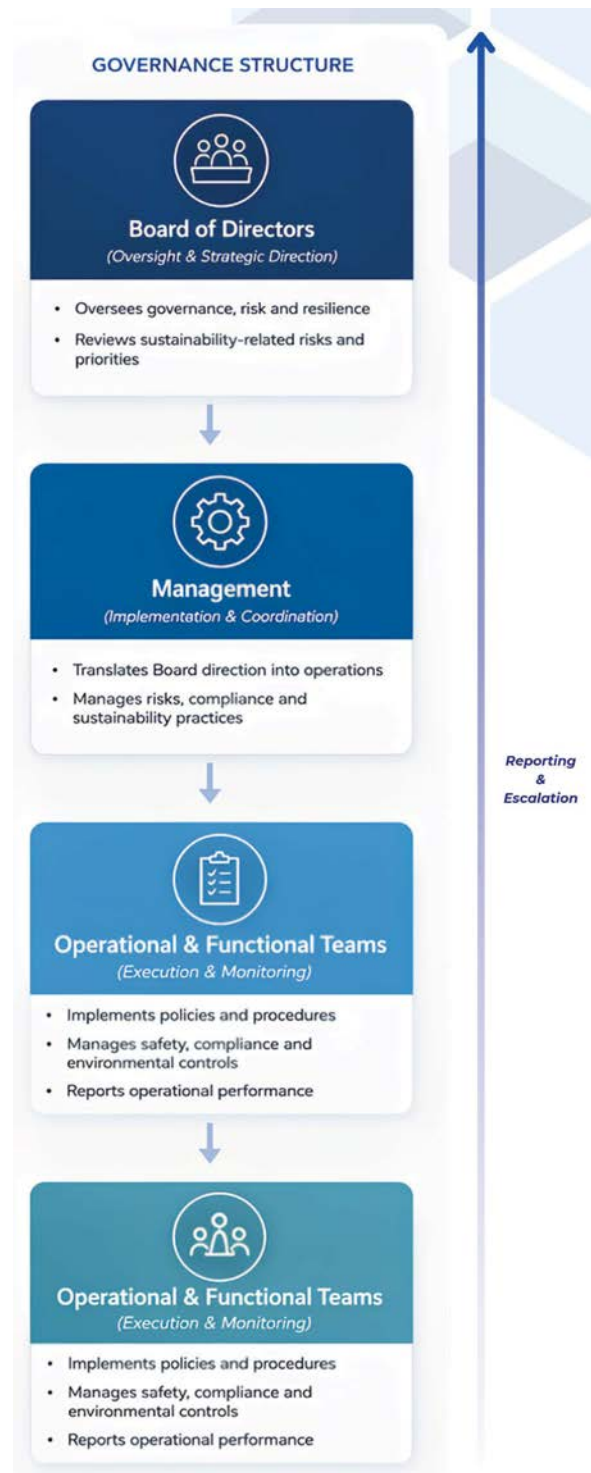 GOVERNANCE STRUCTURE
Board of Directors
(Oversight & Strategic Direction)
• Oversees governance, risk and resilience
• Reviews sustainability-related risks and
priorities
Management
(Implementation & Coordination)
• Translates Board direction into operations
• Manages risks, compliance and
sustainability practices
Reporting
&
Escalation
Operational & Functional Teams
(Execution & Monitoring)
• Implements policies and procedures
• Manages safety, compliance and
environmental controls
• Reports operational performance
Operational & Functional Teams
(Execution & Monitoring)
• Implements policies and procedures
• Manages safety, compliance and
environmental controls
• Reports operational performance